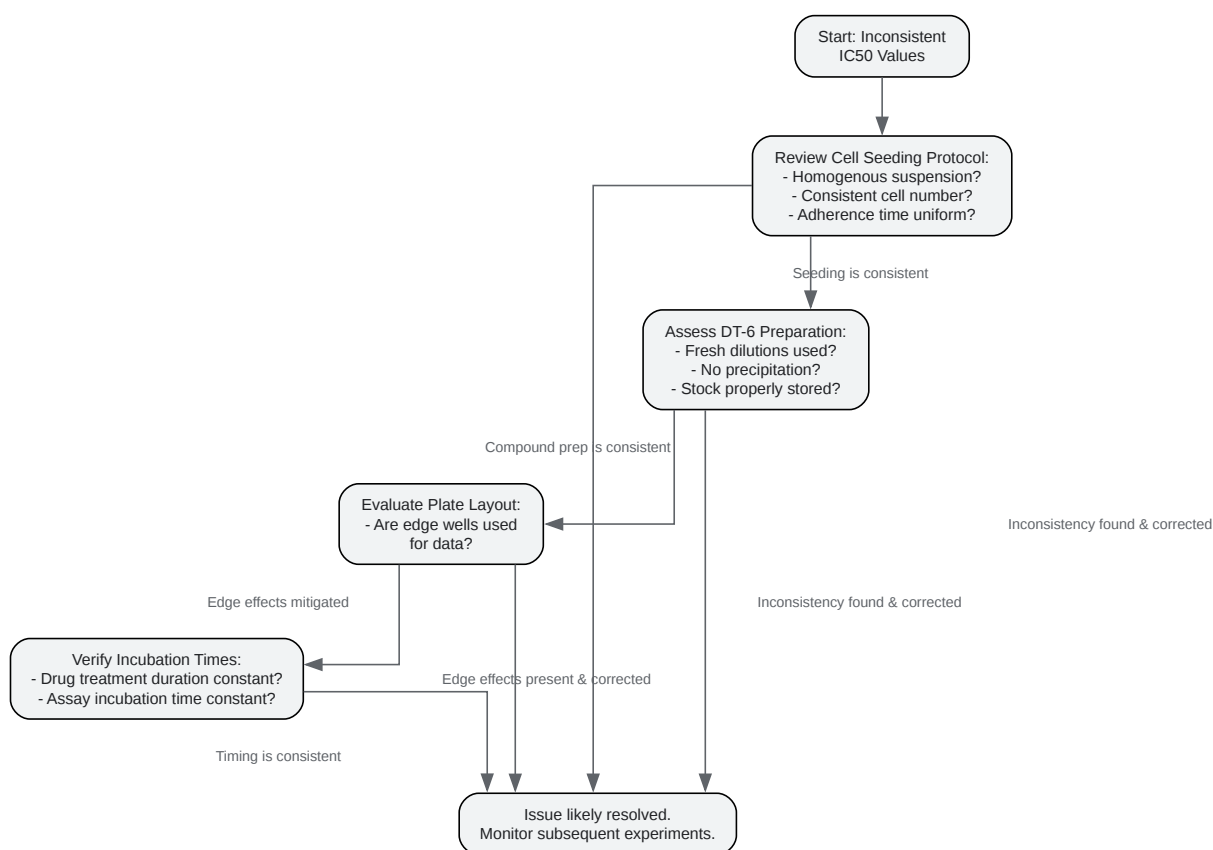 Start: Inconsistent
IC50 Values
Review Cell Seeding Protocol:
- Homogenous suspension?
- Consistent cell number?
- Adherence time uniform?
Seeding is consistent
Assess DT-6 Preparation:
- Fresh dilutions used?
- No precipitation?
- Stock properly stored?
Compound prep is consistent
Evaluate Plate Layout:
- Are edge wells used
for data?
Inconsistency found & corrected
Edge effects mitigated
Inconsistency found & corrected
Verify Incubation Times:
- Drug treatment duration constant?
- Assay incubation time constant?
Edge effects present & corrected
Timing is consistent
Issue likely resolved.
Monitor subsequent experiments.